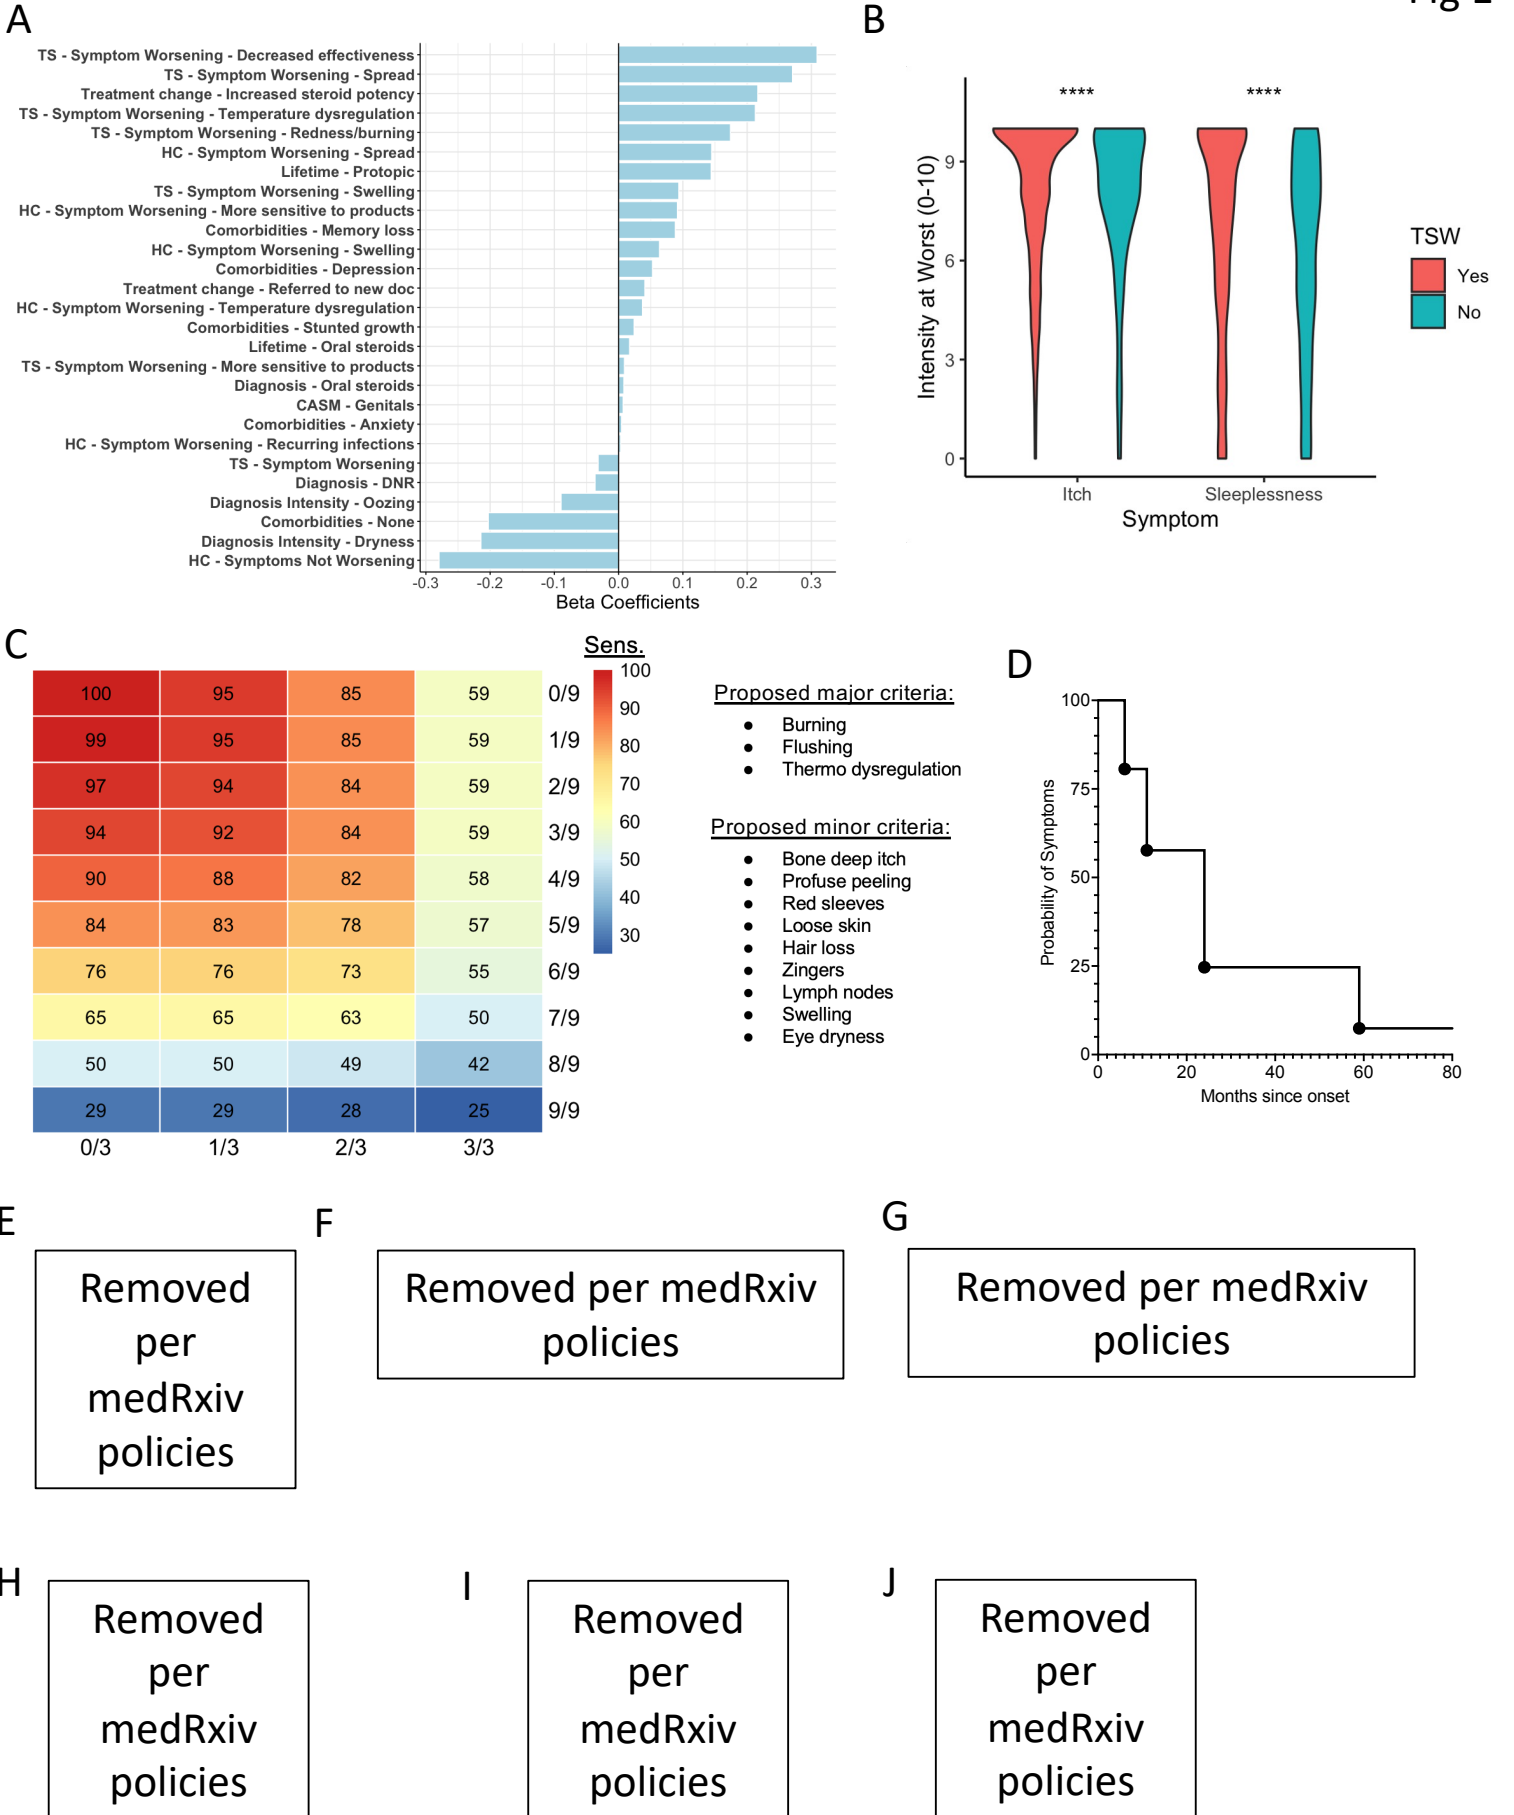 A
TS - Symptom Worsening - Decreased effectiveness
TS - Symptom Worsening - Spread
Treatment change - Increased steroid potency
TS - Symptom Worsening - Temperature dysregulation
TS - Symptom Worsening - Redness/burning
HC - Symptom Worsening - Spread
Lifetime - Protopic
TS - Symptom Worsening - Swelling
HC - Symptom Worsening - More sensitive to products
Comorbidities - Memory loss
HC - Symptom Worsening - Swelling
Comorbidities - Depression
Treatment change - Referred to new doc
HC - Symptom Worsening - Temperature dysregulation
Comorbidities - Stunted growth
Lifetime - Oral steroids
TS - Symptom Worsening - More sensitive to products
Diagnosis - Oral steroids
CASM - Genitals
Comorbidities - Anxiety
HC - Symptom Worsening - Recurring infections
TS - Symptom Worsening
Diagnosis - DNR
Diagnosis Intensity - Oozing
Comorbidities - None
Diagnosis Intensity - Dryness
HC - Symptoms Not Worsening
-0.3 -0.2 -0.1 0.0 0.1 0.2 0.3
Beta Coefficients
B
**** ****
Intensity at Worst (0-10)
9
6
3
0
Itch Sleeplessness
Symptom
TSW
Yes
No
C
100 95 85 59 0/9
99 95 85 59 1/9
97 94 84 59 2/9
94 92 84 59 3/9
90 88 82 58 4/9
84 83 78 57 5/9
76 76 73 55 6/9
65 65 63 50 7/9
50 50 49 42 8/9
29 29 28 25 9/9
0/3 1/3 2/3 3/3
Sens.
100
90
80
70
60
50
40
30
Proposed major criteria:
● Burning
● Flushing
● Thermo dysregulation
Proposed minor criteria:
● Bone deep itch
● Profuse peeling
● Red sleeves
● Loose skin
● Hair loss
● Zingers
● Lymph nodes
● Swelling
● Eye dryness
D
Probability of Symptoms
100
75
50
25
0
0 20 40 60 80
Months since onset
E
Removed
per
medRxiv
policies
F
Removed per medRxiv
policies
G
Removed per medRxiv
policies
H
Removed
per
medRxiv
policies
I
Removed
per
medRxiv
policies
J
Removed
per
medRxiv
policies